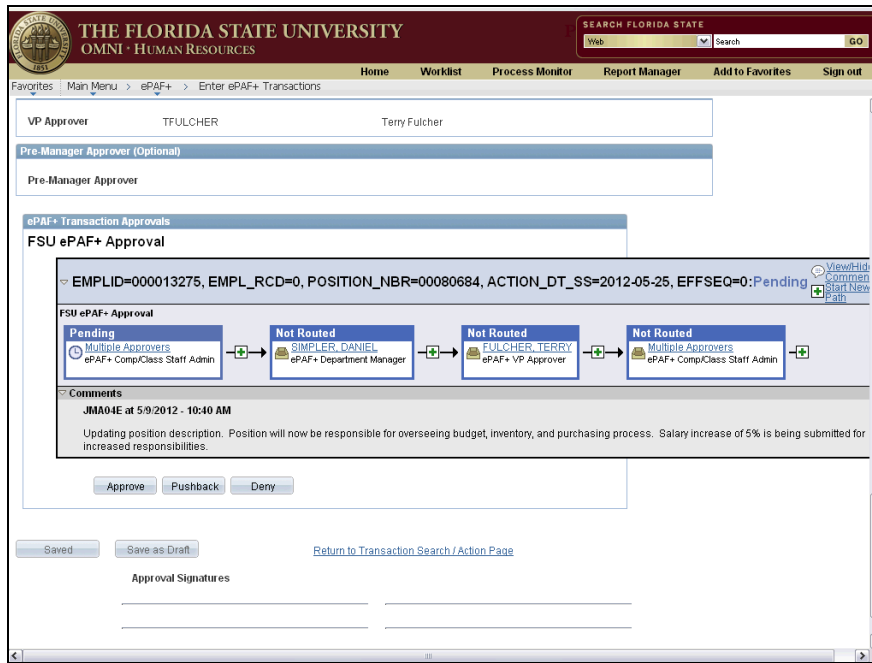 THE FLORIDA STATE UNIVERSITY
OMNI · HUMAN RESOURCES
SEARCH FLORIDA STATE
Web Search GO
1851
Home Worklist Process Monitor Report Manager Add to Favorites Sign out
Favorites Main Menu > ePAF+ > Enter ePAF+ Transactions
VP Approver TFULCHER Terry Fulcher
Pre-Manager Approver (Optional)
Pre-Manager Approver
ePAF+ Transaction Approvals
FSU ePAF+ Approval
EMPLID=000013275, EMPL_RCD=0, POSITION_NBR=00080684, ACTION_DT_SS=2012-05-25, EFFSEQ=0:Pending
View/Hid
Commen
Start New
Path
FSU ePAF+ Approval
Pending Not Routed Not Routed Not Routed
Multiple Approvers SIMPLER, DANIEL FULCHER, TERRY Multiple Approvers
ePAF+ Comp/Class Staff Admin ePAF+ Department Manager ePAF+ VP Approver ePAF+ Comp/Class Staff Admin
Comments
JMA04E at 5/9/2012 - 10:40 AM
Updating position description. Position will now be responsible for overseeing budget, inventory, and purchasing process. Salary increase of 5% is being submitted for
increased responsibilities.
Approve Pushback Deny
Saved Save as Draft Return to Transaction Search / Action Page
Approval Signatures